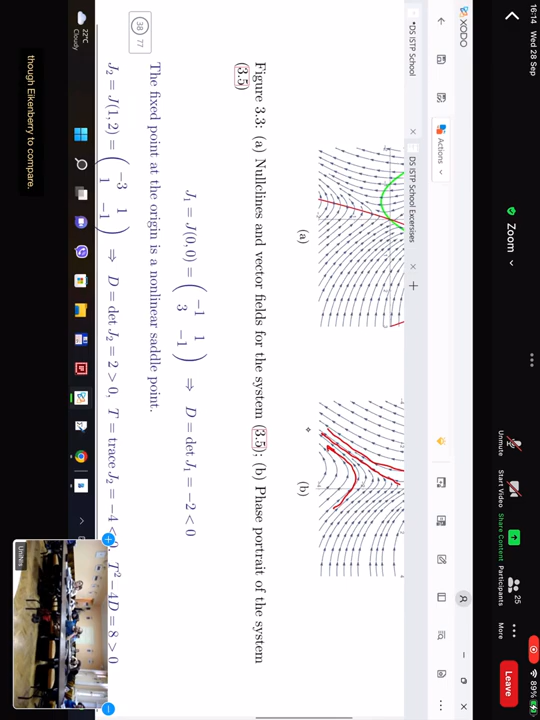 16:14 Wed 28 Sep
89%
Zoom
Unmute
Start Video
Share Content
Participants
25
More
Leave
XODO
*DS ISTP School
DS ISTP School Excersises
Actions
(a)
(b)
Figure 3.3: (a) Nullclines and vector fields for the system (3.5); (b) Phase portrait of the system
(3.5)
J₁ = J(0,0) = ( −1 1 3 −1 ) ⇒ D = det J₁ = −2 < 0
The fixed point at the origin is a nonlinear saddle point.
38 77
J₂ = J(1,2) = ( −3 1 1 −1 ) ⇒ D = det J₂ = 2 > 0, T = trace J₂ = −4 < 0, T² − 4D = 8 > 0
22°C
Cloudy
UniNis
though Eikenberry to compare.